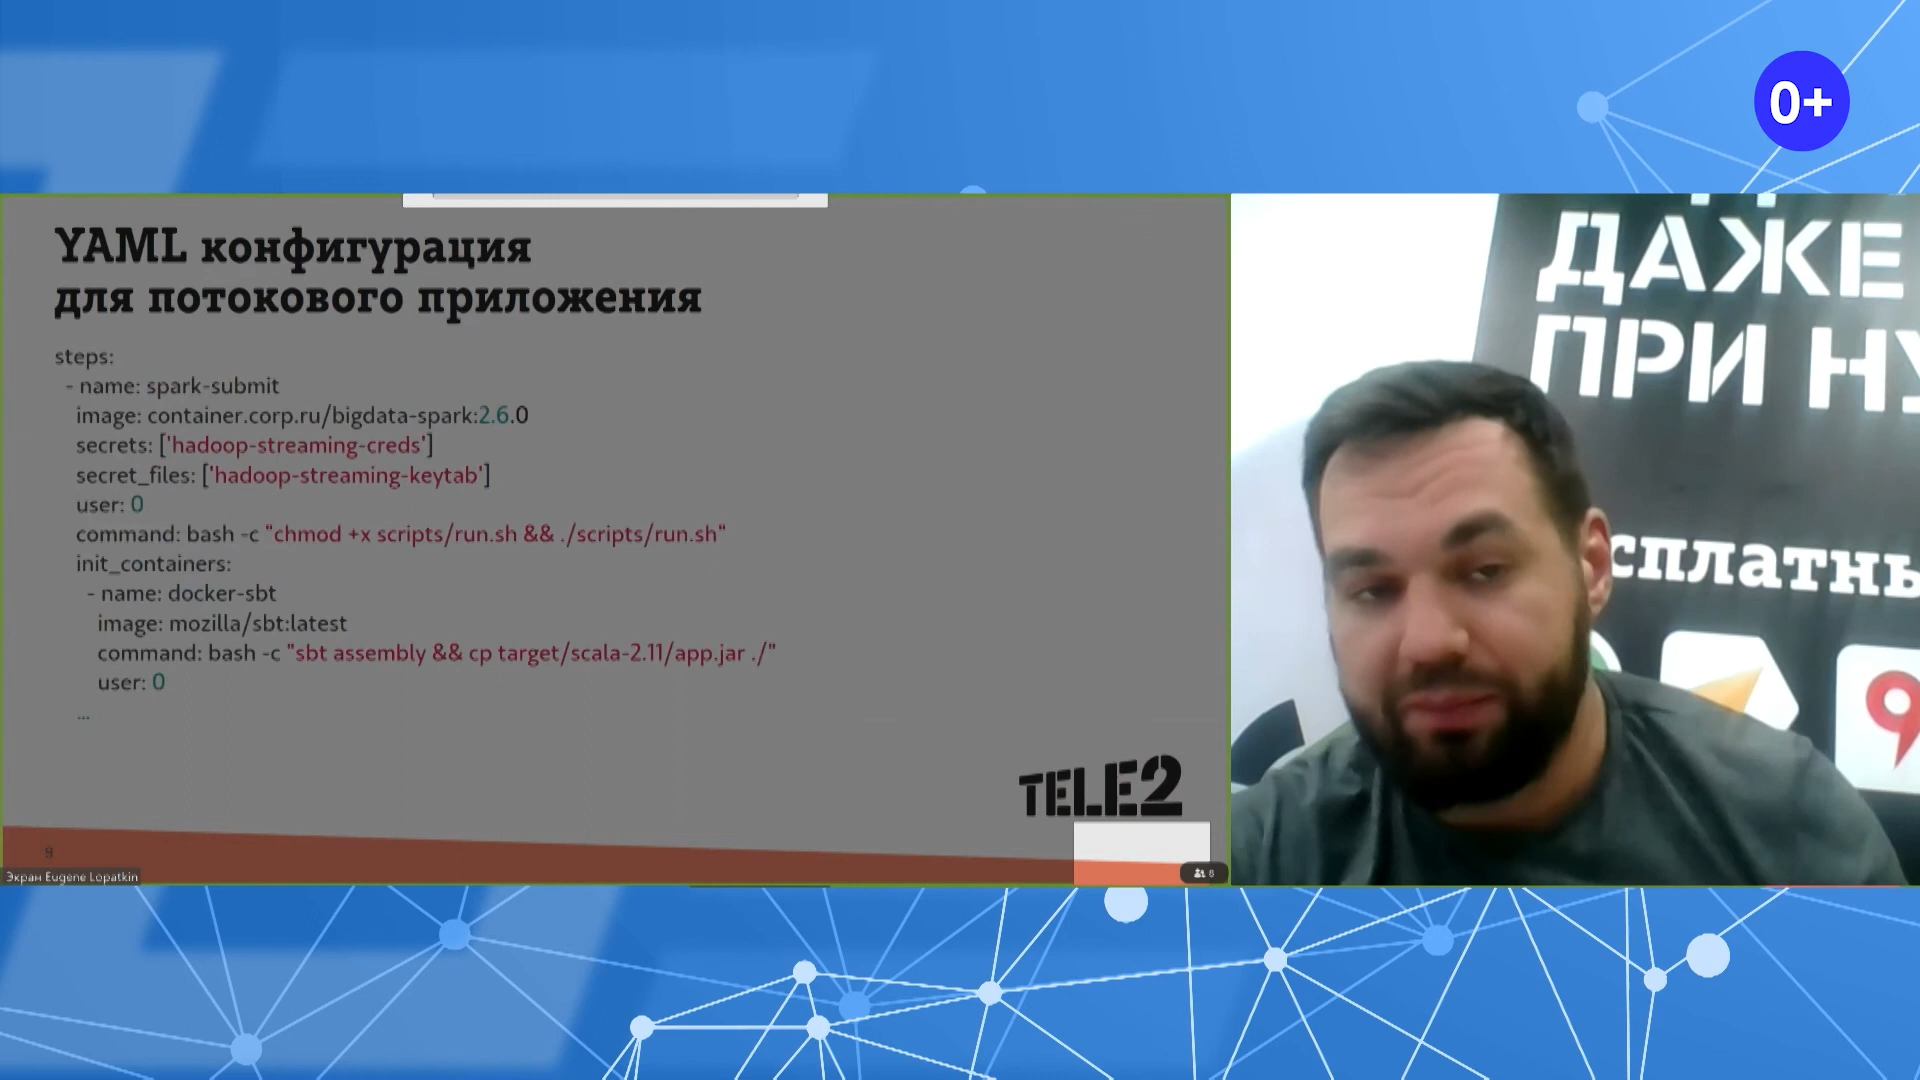 0+
YAML конфигурация
для потокового приложения
steps:
- name: spark-submit
image: container.corp.ru/bigdata-spark:2.6.0
secrets: ['hadoop-streaming-creds']
secret_files: ['hadoop-streaming-keytab']
user: 0
command: bash -c "chmod +x scripts/run.sh && ./scripts/run.sh"
init_containers:
- name: docker-sbt
image: mozilla/sbt:latest
command: bash -c "sbt assembly && cp target/scala-2.11/app.jar ./"
user: 0
...
TELE2
9
Экран Eugene Lopatkin
8
ДАЖЕ
ПРИ НУ
сплатны